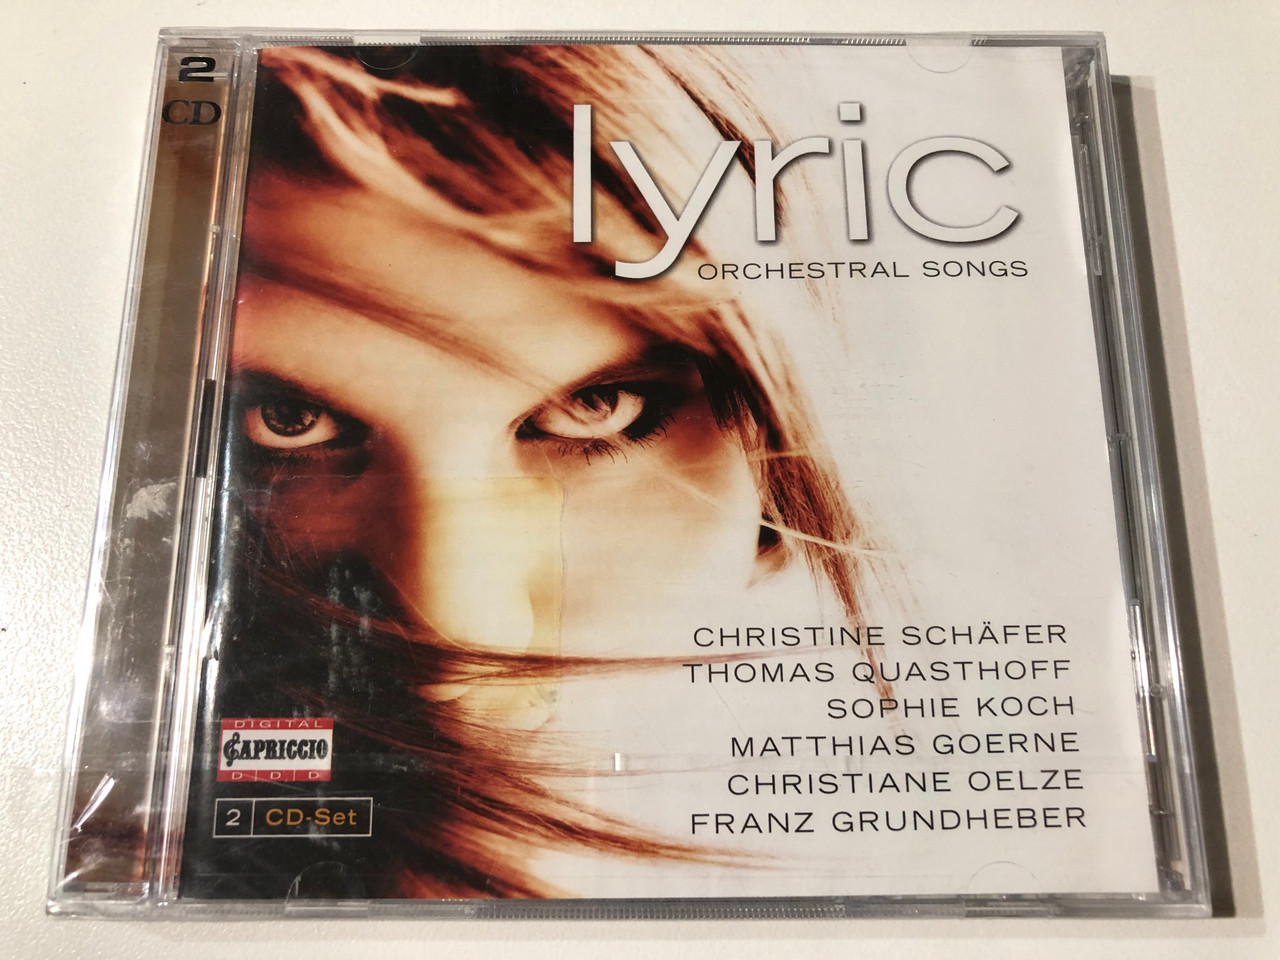 2
CD
lyric
ORCHESTRAL SONGS
CHRISTINE SCHÄFER
THOMAS QUASTHOFF
SOPHIE KOCH
MATTHIAS GOERNE
CHRISTIANE OELZE
FRANZ GRUNDHEBER
DIGITAL
CAPRICCIO
D|D|D
2 CD-Set